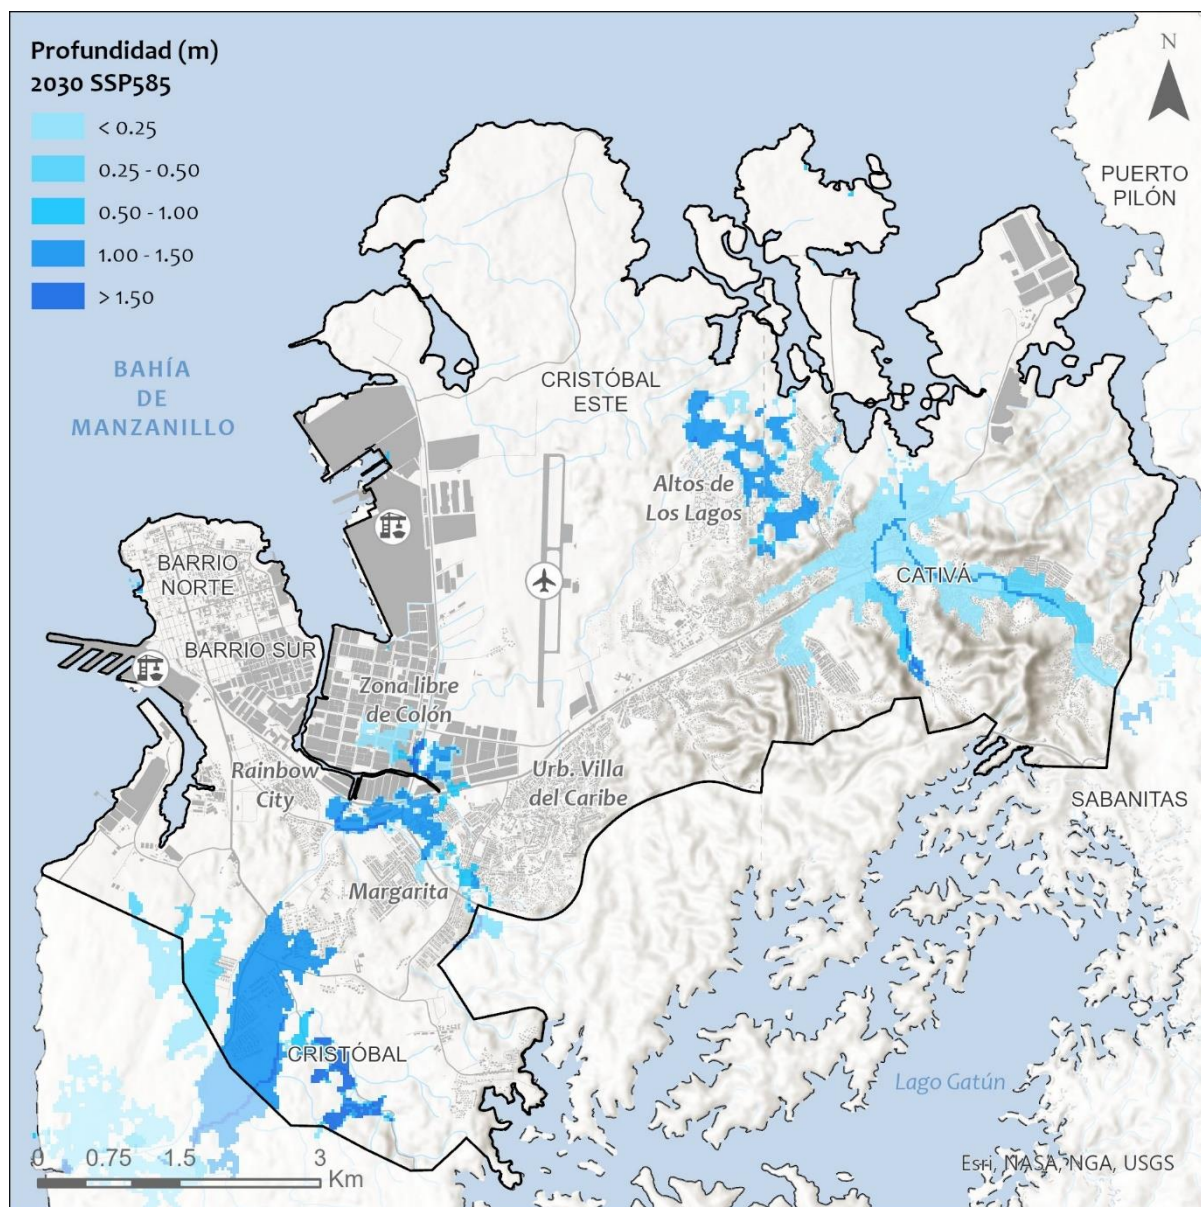 Profundidad (m)
2030 SSP585
< 0.25
0.25 - 0.50
0.50 - 1.00
1.00 - 1.50
> 1.50
N
PUERTO
PILÓN
BAHÍA
DE
MANZANILLO
CRISTÓBAL
ESTE
Altos de
Los Lagos
BARRIO
NORTE
CATIVÁ
BARRIO SUR
Zona libre
de Colón
Rainbow
City
Urb. Villa
del Caribe
SABANITAS
Margarita
CRISTÓBAL
Lago Gatún
0 0.75 1.5 3
Km
Esri, NASA, NGA, USGS